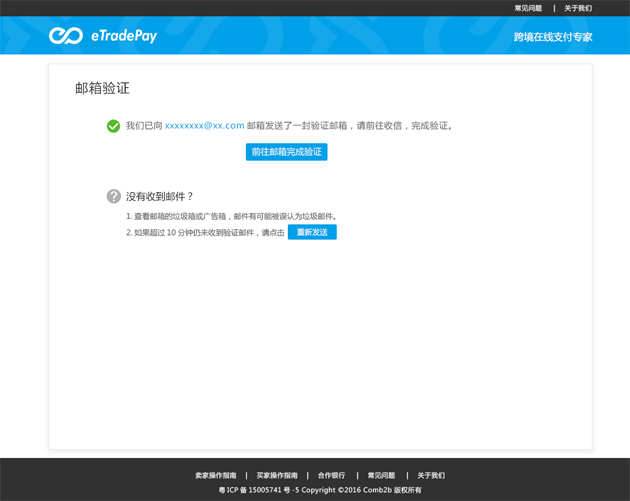 常见问题 | 关于我们
eTradePay 跨境在线支付专家
邮箱验证
我们已向 xxxxxxxx@xx.com 邮箱发送了一封验证邮箱，请前往收信，完成验证。
前往邮箱完成验证
没有收到邮件？
1. 查看邮箱的垃圾箱或广告箱，邮件有可能被误认为垃圾邮件。
2. 如果超过 10 分钟仍未收到验证邮件，请点击 重新发送
卖家操作指南 | 买家操作指南 | 合作银行 | 常见问题 | 关于我们
粤 ICP 备 15005741 号 -5 Copyright ©2016 Comb2b 版权所有